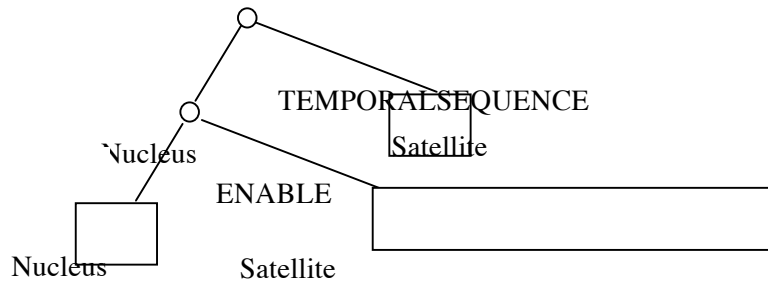 TEMPORALSEQUENCE
Satellite
Nucleus
ENABLE
Nucleus
Satellite